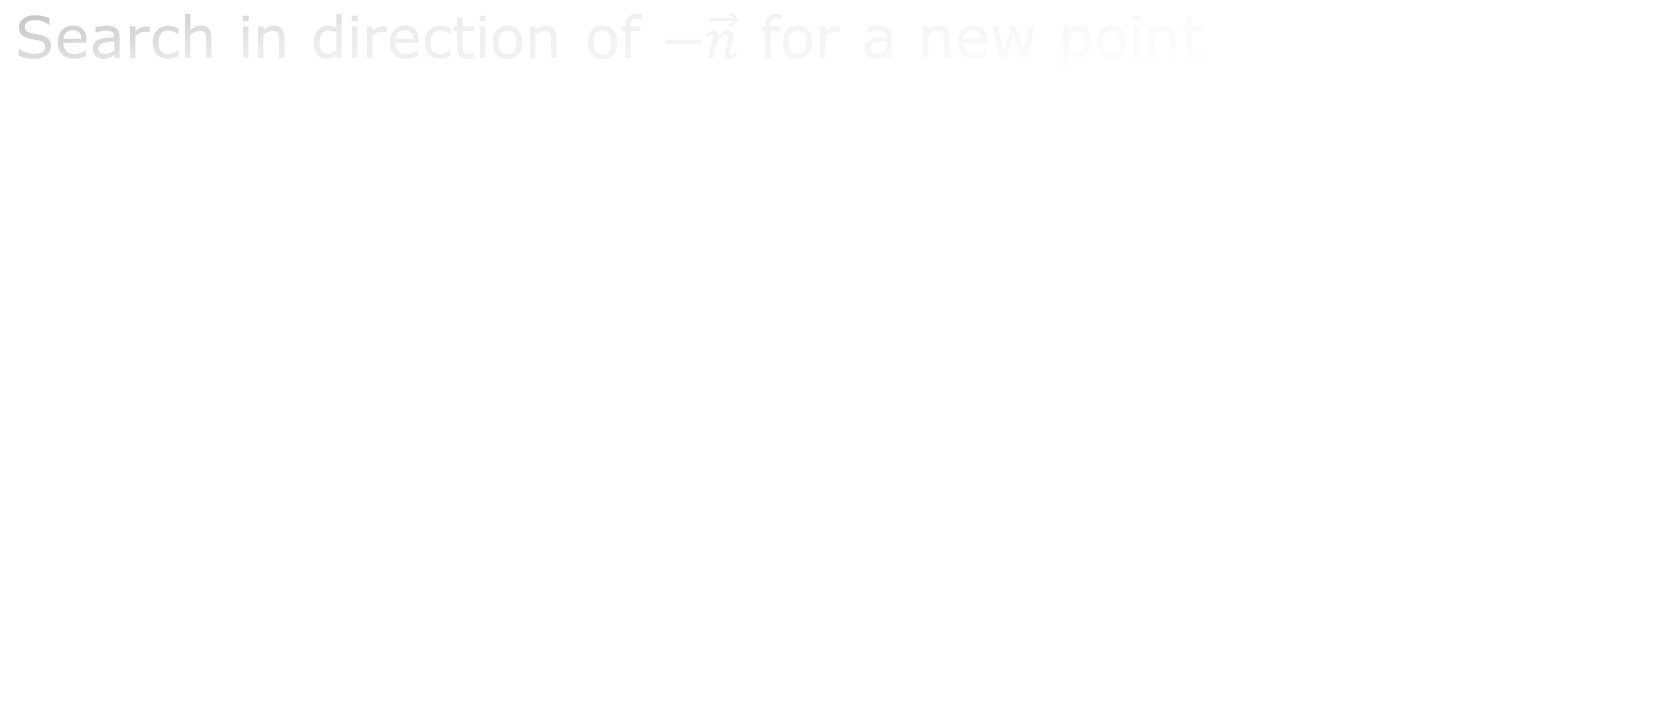 Search in direction of −n⃗ for a new point